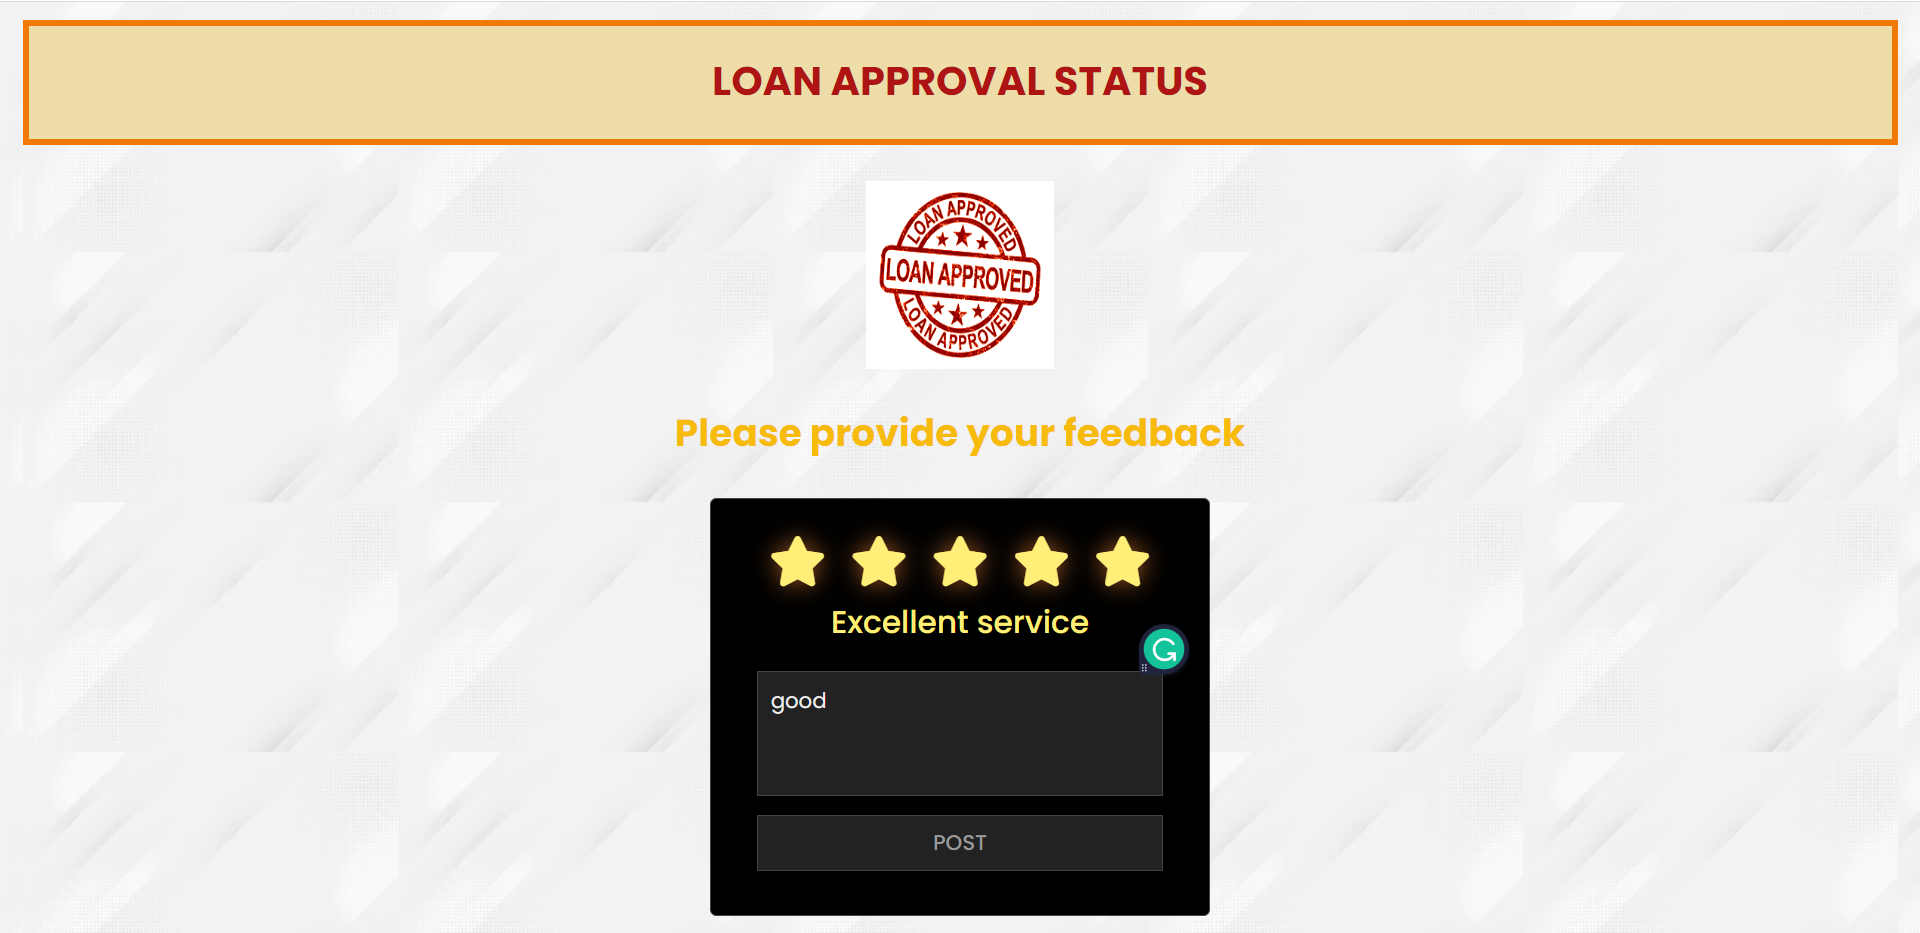 LOAN APPROVAL STATUS
LOAN APPROVED
LOAN APPROVED
LOAN APPROVED
Please provide your feedback
Excellent service
good
POST